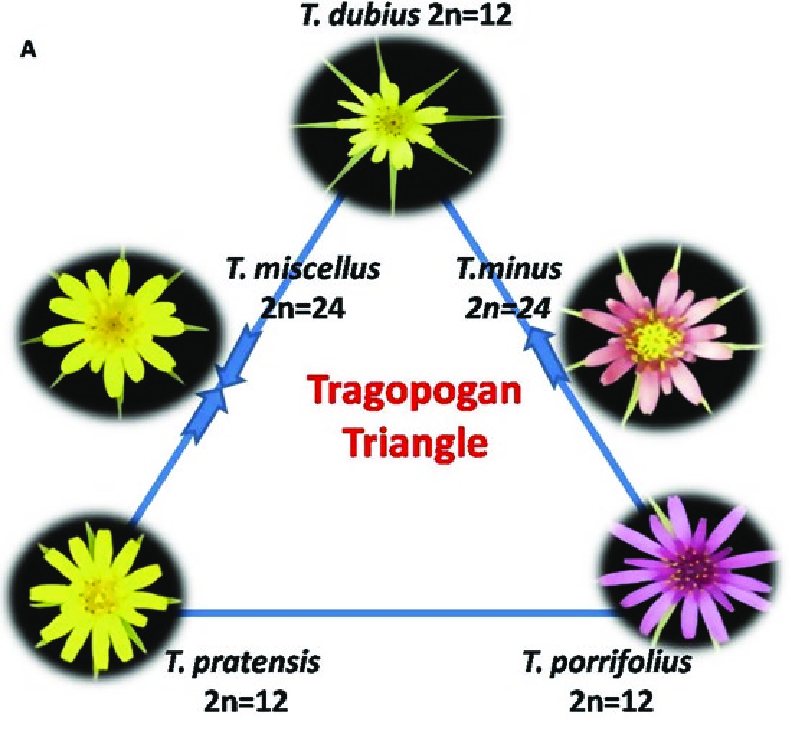 T. dubius 2n=12
A
T. miscellus
2n=24
T.minus
2n=24
Tragopogan
Triangle
T. pratensis
2n=12
T. porrifolius
2n=12